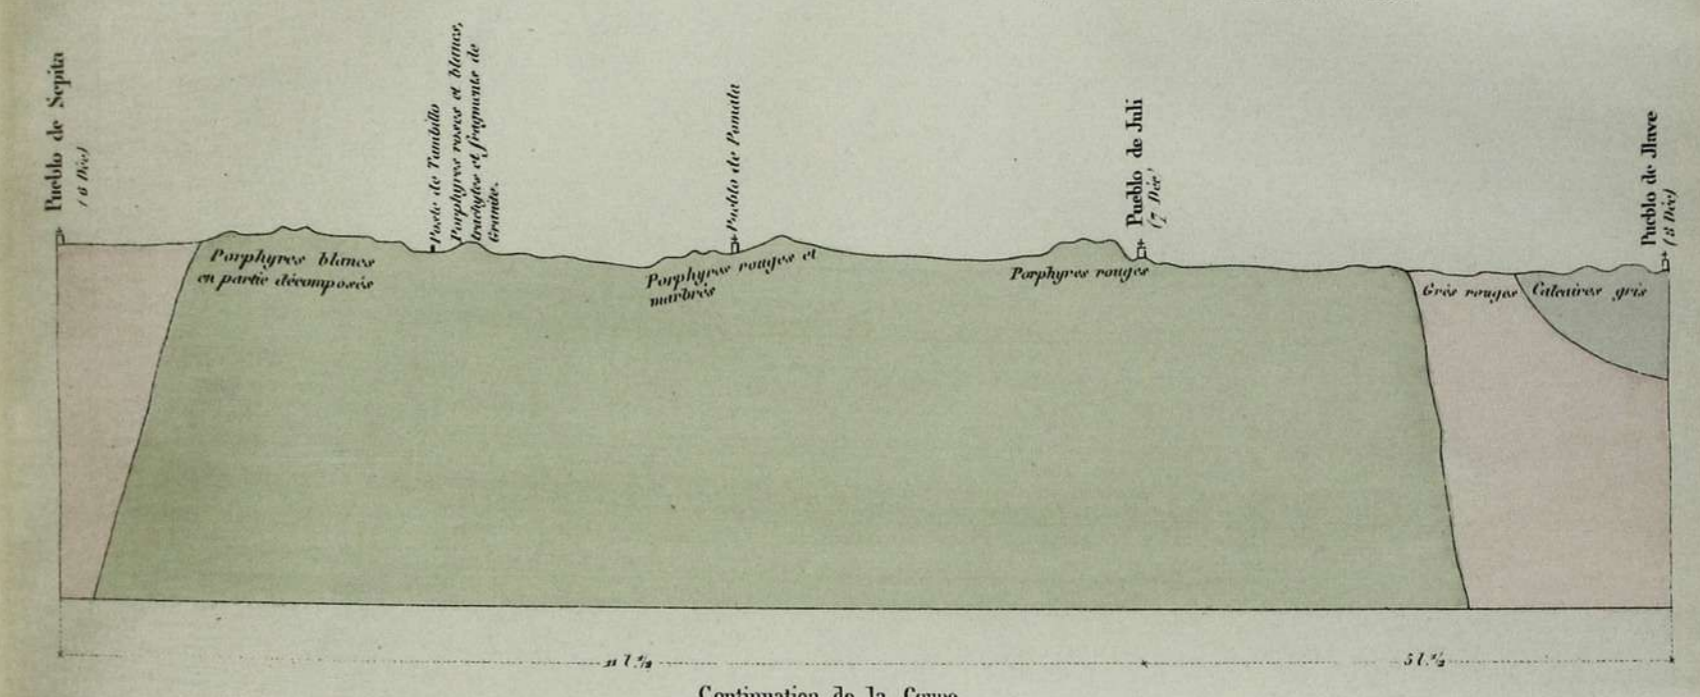 Pueblo de Sepita
(6 Déc)
Poste de Tambillo
Porphyres roses et blancs,
trachytes et fragments de
Granite.
Pueblo de Pomata
Pueblo de Juli
(7 Déc)
Pueblo de Jlave
(8 Déc)
Porphyres blancs
en partie décomposés
Porphyres rouges et
marbrés
Porphyres rouges
Grés rouges
Calcaires gris
11 l. ½
5 l. ½
Continuation de la Coupe